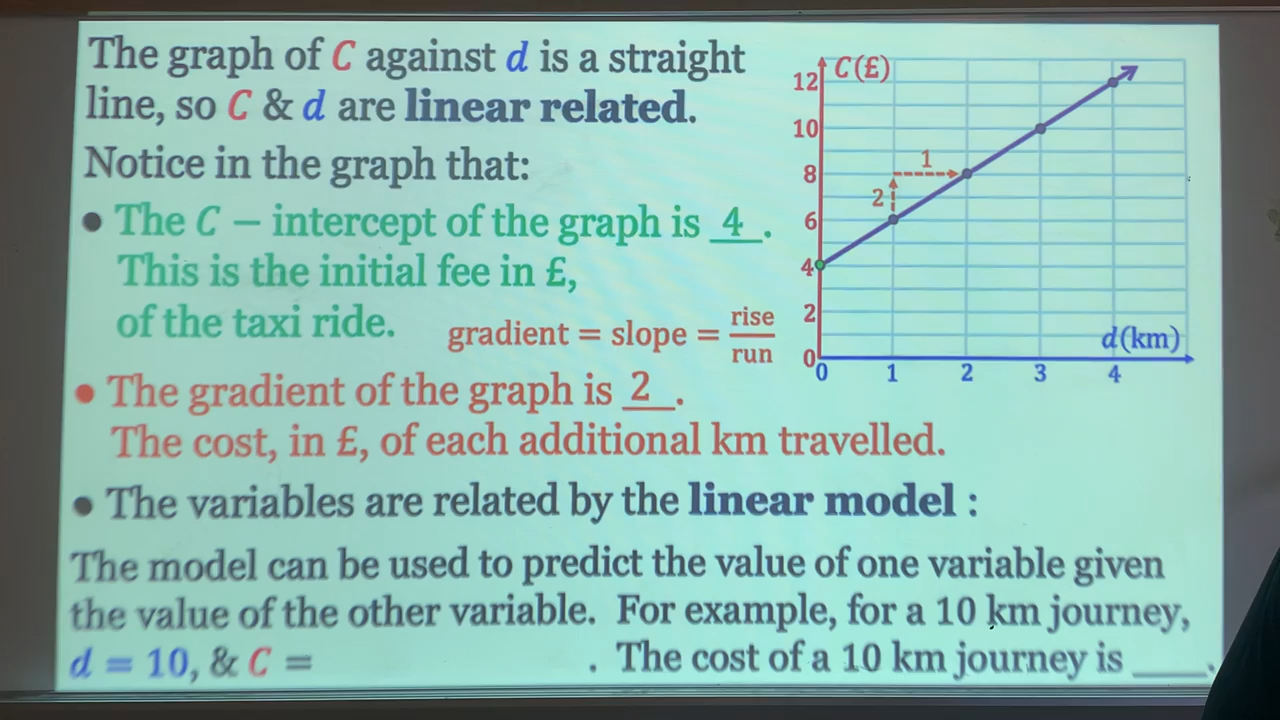 The graph of C against d is a straight
line, so C & d are linear related.
Notice in the graph that:
• The C – intercept of the graph is 4.
This is the initial fee in £,
of the taxi ride.
gradient = slope = rise/run
• The gradient of the graph is 2.
The cost, in £, of each additional km travelled.
• The variables are related by the linear model :
The model can be used to predict the value of one variable given
the value of the other variable. For example, for a 10 km journey,
d = 10, & C = . The cost of a 10 km journey is ____.
C(£)
12
10
8
6
4
2
0
1
2
d(km)
0 1 2 3 4